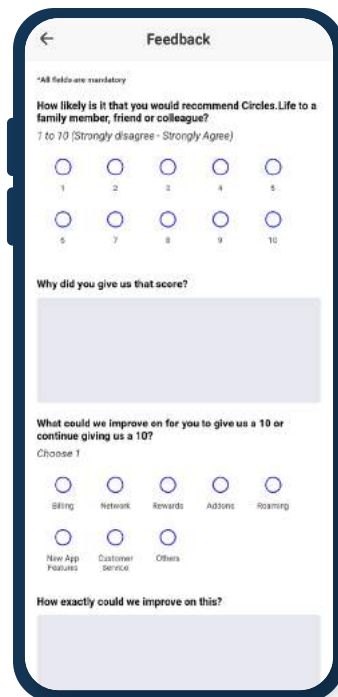 Feedback
*All fields are mandatory
How likely is it that you would recommend Circles.Life to a
family member, friend or colleague?
1 to 10 (Strongly disagree - Strongly Agree)
1 2 3 4 5
6 7 8 9 10
Why did you give us that score?
What could we improve on for you to give us a 10 or
continue giving us a 10?
Choose 1
Billing Network Rewards Addons Roaming
New App Customer Others
Features Service
How exactly could we improve on this?